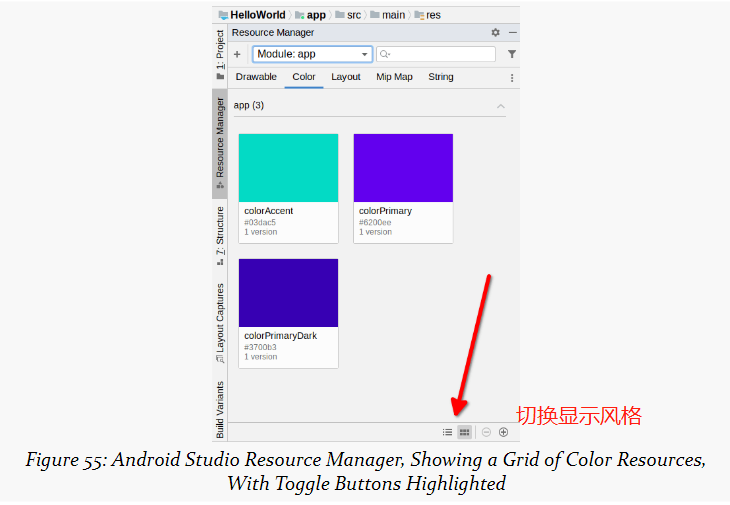 HelloWorld app src main res
Resource Manager
1: Project
Module: app
Drawable Color Layout Mip Map String
Resource Manager
app (3)
colorAccent
#03dac5
1 version
colorPrimary
#6200ee
1 version
7: Structure
colorPrimaryDark
#3700b3
1 version
Layout Captures
Build Variants
切换显示风格
Figure 55: Android Studio Resource Manager, Showing a Grid of Color Resources,
With Toggle Buttons Highlighted